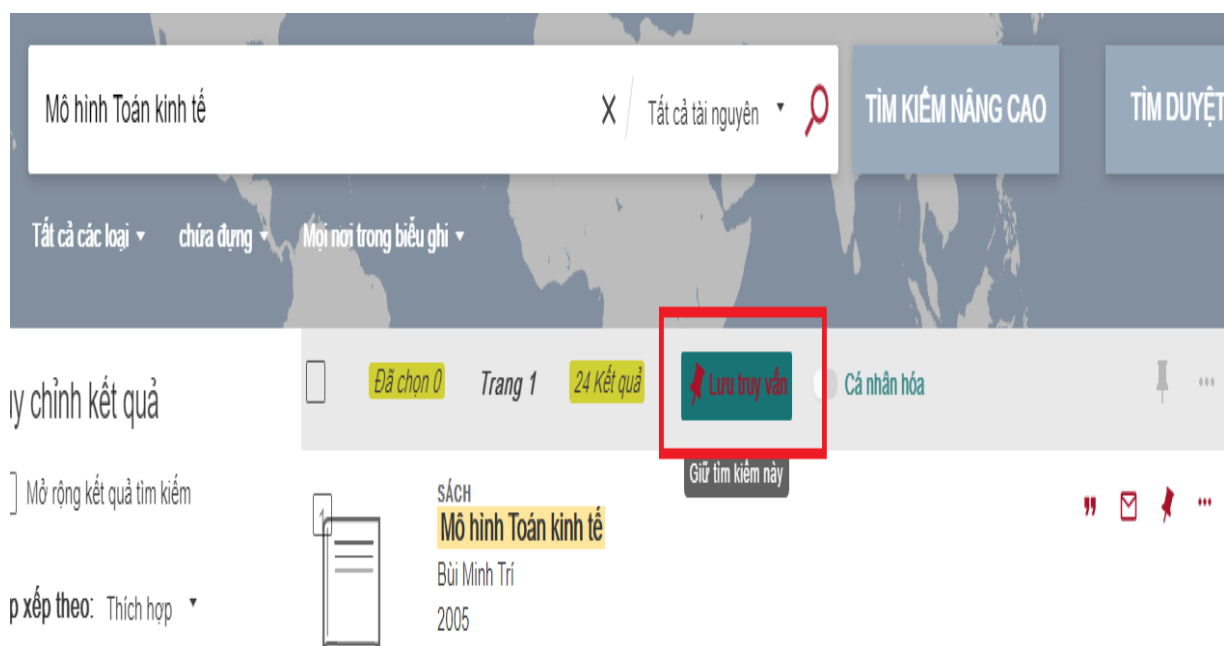 Mô hình Toán kinh tế X Tất cả tài nguyên TÌM KIẾM NÂNG CAO TÌM DUYỆT
Tất cả các loại chứa đựng Mọi nơi trong biểu ghi
Đã chọn 0 Trang 1 24 Kết quả Lưu truy vấn Cá nhân hóa
y chỉnh kết quả
Giữ tìm kiếm này
Mở rộng kết quả tìm kiếm
SÁCH
1
Mô hình Toán kinh tế
Bùi Minh Trí
p xếp theo: Thích hợp
2005